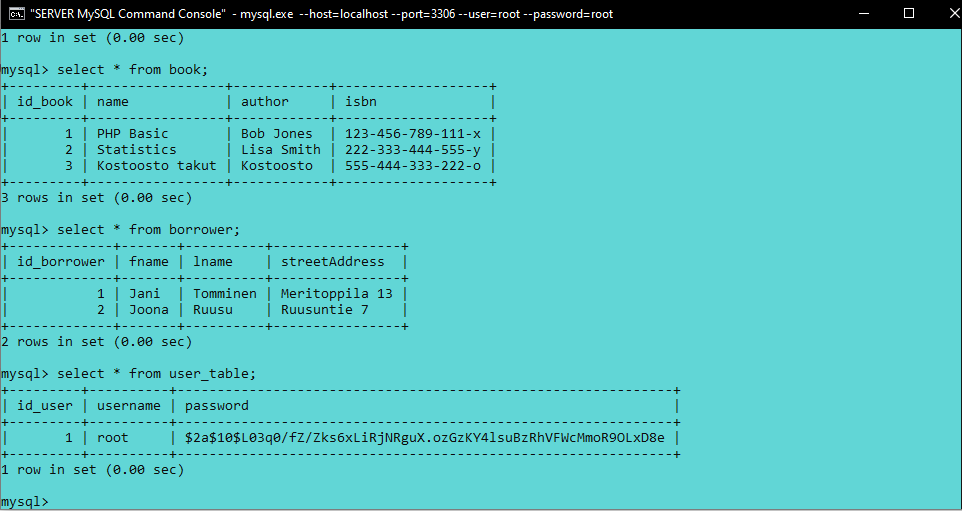 "SERVER MySQL Command Console" - mysql.exe --host=localhost --port=3306 --user=root --password=root
1 row in set (0.00 sec)
mysql> select * from book;
+---------+-----------------+------------+-------------------+
| id_book | name            | author     | isbn              |
+---------+-----------------+------------+-------------------+
|       1 | PHP Basic       | Bob Jones  | 123-456-789-111-x |
|       2 | Statistics      | Lisa Smith | 222-333-444-555-y |
|       3 | Kostoosto takut | Kostoosto  | 555-444-333-222-o |
+---------+-----------------+------------+-------------------+
3 rows in set (0.00 sec)
mysql> select * from borrower;
+-------------+-------+----------+----------------+
| id_borrower | fname | lname    | streetAddress  |
+-------------+-------+----------+----------------+
|           1 | Jani  | Tomminen | Meritoppila 13 |
|           2 | Joona | Ruusu    | Ruusuntie 7    |
+-------------+-------+----------+----------------+
2 rows in set (0.00 sec)
mysql> select * from user_table;
+---------+----------+--------------------------------------------------------------+
| id_user | username | password                                                     |
+---------+----------+--------------------------------------------------------------+
|       1 | root     | $2a$10$L03q0/fZ/Zks6xLiRjNRguX.ozGzKY4lsuBzRhVFWcMmoR9OLxD8e |
+---------+----------+--------------------------------------------------------------+
1 row in set (0.00 sec)
mysql>